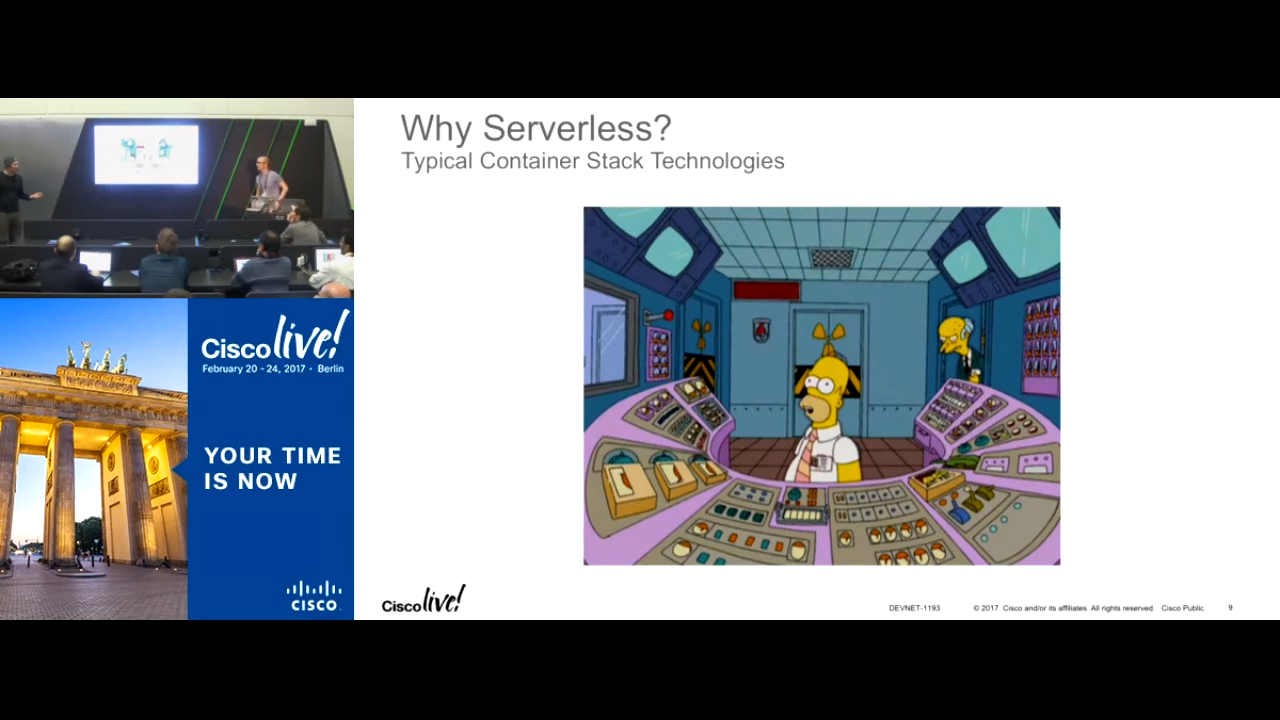 Why Serverless?
Typical Container Stack Technologies
Cisco live!
February 20 - 24, 2017 • Berlin
YOUR TIME
IS NOW
CISCO.
Cisco live!
DEVNET-1193
© 2017 Cisco and/or its affiliates. All rights reserved. Cisco Public
9